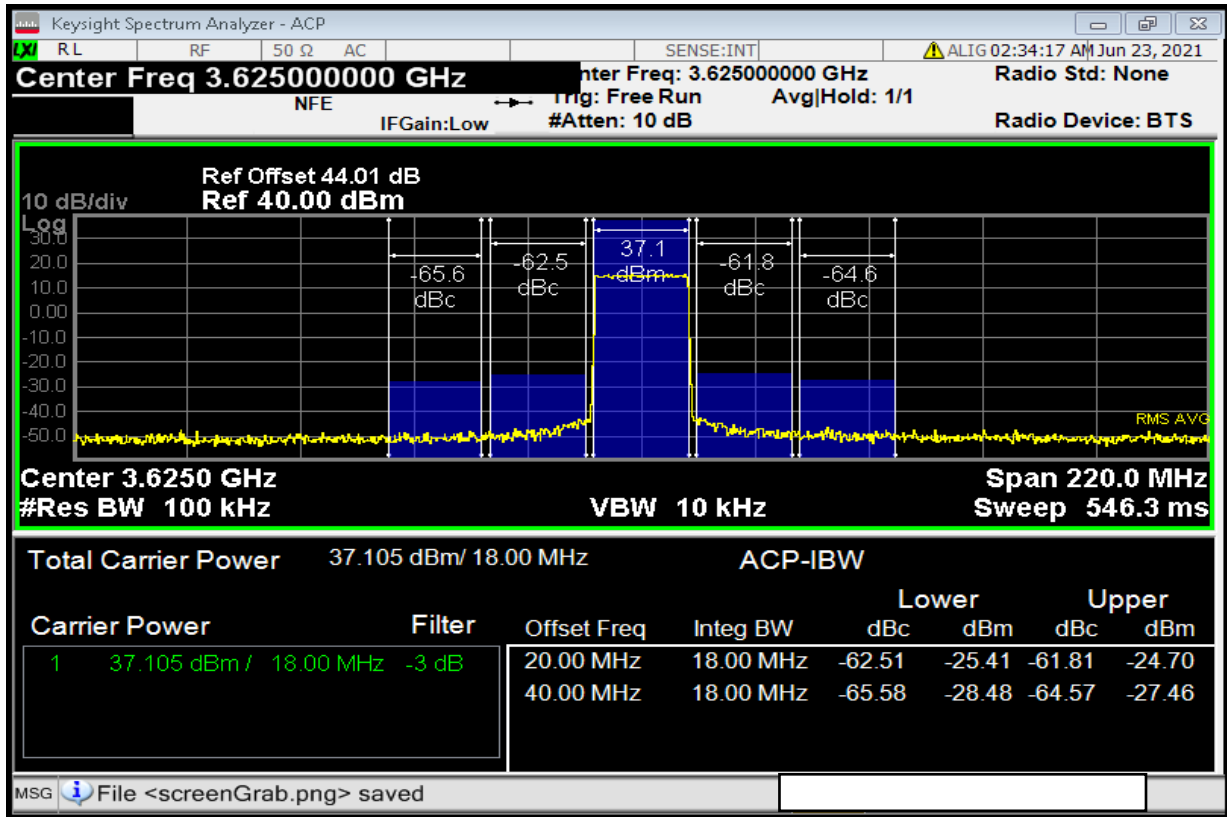 Keysight Spectrum Analyzer - ACP
LXI RL RF 50 Ω AC SENSE:INT ALIG 02:34:17 AM Jun 23, 2021
Center Freq 3.625000000 GHz
nter Freq: 3.625000000 GHz Radio Std: None
NFE Trig: Free Run Avg|Hold: 1/1
IFGain:Low #Atten: 10 dB Radio Device: BTS
Ref Offset 44.01 dB
10 dB/div Ref 40.00 dBm
Log
30.0
20.0
10.0
0.00
-10.0
-20.0
-30.0
-40.0
-50.0
-65.6 dBc
-62.5 dBc
37.1 dBm
-61.8 dBc
-64.6 dBc
RMS AVG
Center 3.6250 GHz Span 220.0 MHz
#Res BW 100 kHz VBW 10 kHz Sweep 546.3 ms
Total Carrier Power 37.105 dBm/ 18.00 MHz ACP-IBW
Lower Upper
Carrier Power Filter Offset Freq Integ BW dBc dBm dBc dBm
1 37.105 dBm / 18.00 MHz -3 dB 20.00 MHz 18.00 MHz -62.51 -25.41 -61.81 -24.70
40.00 MHz 18.00 MHz -65.58 -28.48 -64.57 -27.46
MSG File <screenGrab.png> saved